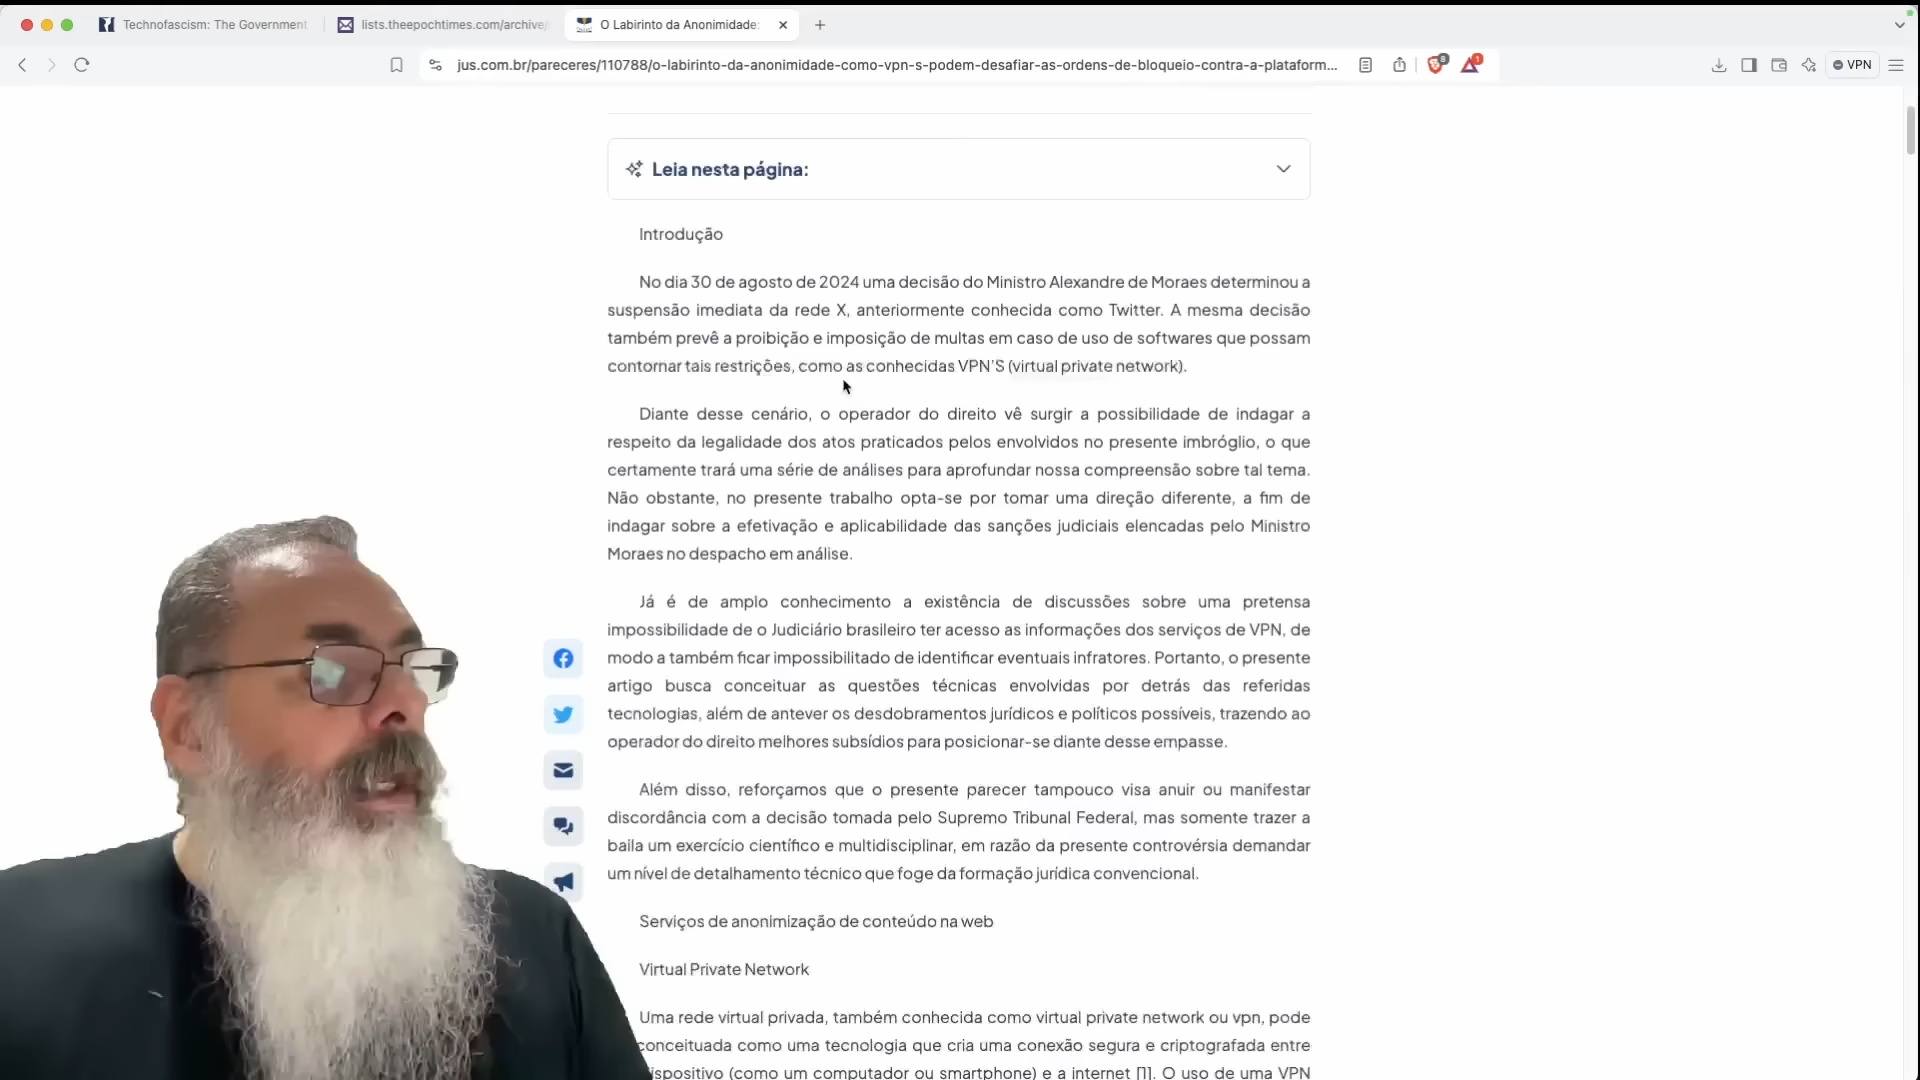 Technofascism: The Government
lists.theepochtimes.com/archive/
O Labirinto da Anonimidade:
jus.com.br/pareceres/110788/o-labirinto-da-anonimidade-como-vpn-s-podem-desafiar-as-ordens-de-bloqueio-contra-a-plataform...
8
1
VPN
Leia nesta página:
Introdução
No dia 30 de agosto de 2024 uma decisão do Ministro Alexandre de Moraes determinou a
suspensão imediata da rede X, anteriormente conhecida como Twitter. A mesma decisão
também prevê a proibição e imposição de multas em caso de uso de softwares que possam
contornar tais restrições, como as conhecidas VPN'S (virtual private network).
Diante desse cenário, o operador do direito vê surgir a possibilidade de indagar a
respeito da legalidade dos atos praticados pelos envolvidos no presente imbróglio, o que
certamente trará uma série de análises para aprofundar nossa compreensão sobre tal tema.
Não obstante, no presente trabalho opta-se por tomar uma direção diferente, a fim de
indagar sobre a efetivação e aplicabilidade das sanções judiciais elencadas pelo Ministro
Moraes no despacho em análise.
Já é de amplo conhecimento a existência de discussões sobre uma pretensa
impossibilidade de o Judiciário brasileiro ter acesso as informações dos serviços de VPN, de
modo a também ficar impossibilitado de identificar eventuais infratores. Portanto, o presente
artigo busca conceituar as questões técnicas envolvidas por detrás das referidas
tecnologias, além de antever os desdobramentos jurídicos e políticos possíveis, trazendo ao
operador do direito melhores subsídios para posicionar-se diante desse empasse.
Além disso, reforçamos que o presente parecer tampouco visa anuir ou manifestar
discordância com a decisão tomada pelo Supremo Tribunal Federal, mas somente trazer a
baila um exercício científico e multidisciplinar, em razão da presente controvérsia demandar
um nível de detalhamento técnico que foge da formação jurídica convencional.
Serviços de anonimização de conteúdo na web
Virtual Private Network
Uma rede virtual privada, também conhecida como virtual private network ou vpn, pode
conceituada como uma tecnologia que cria uma conexão segura e criptografada entre
ispositivo (como um computador ou smartphone) e a internet [1]. O uso de uma VPN